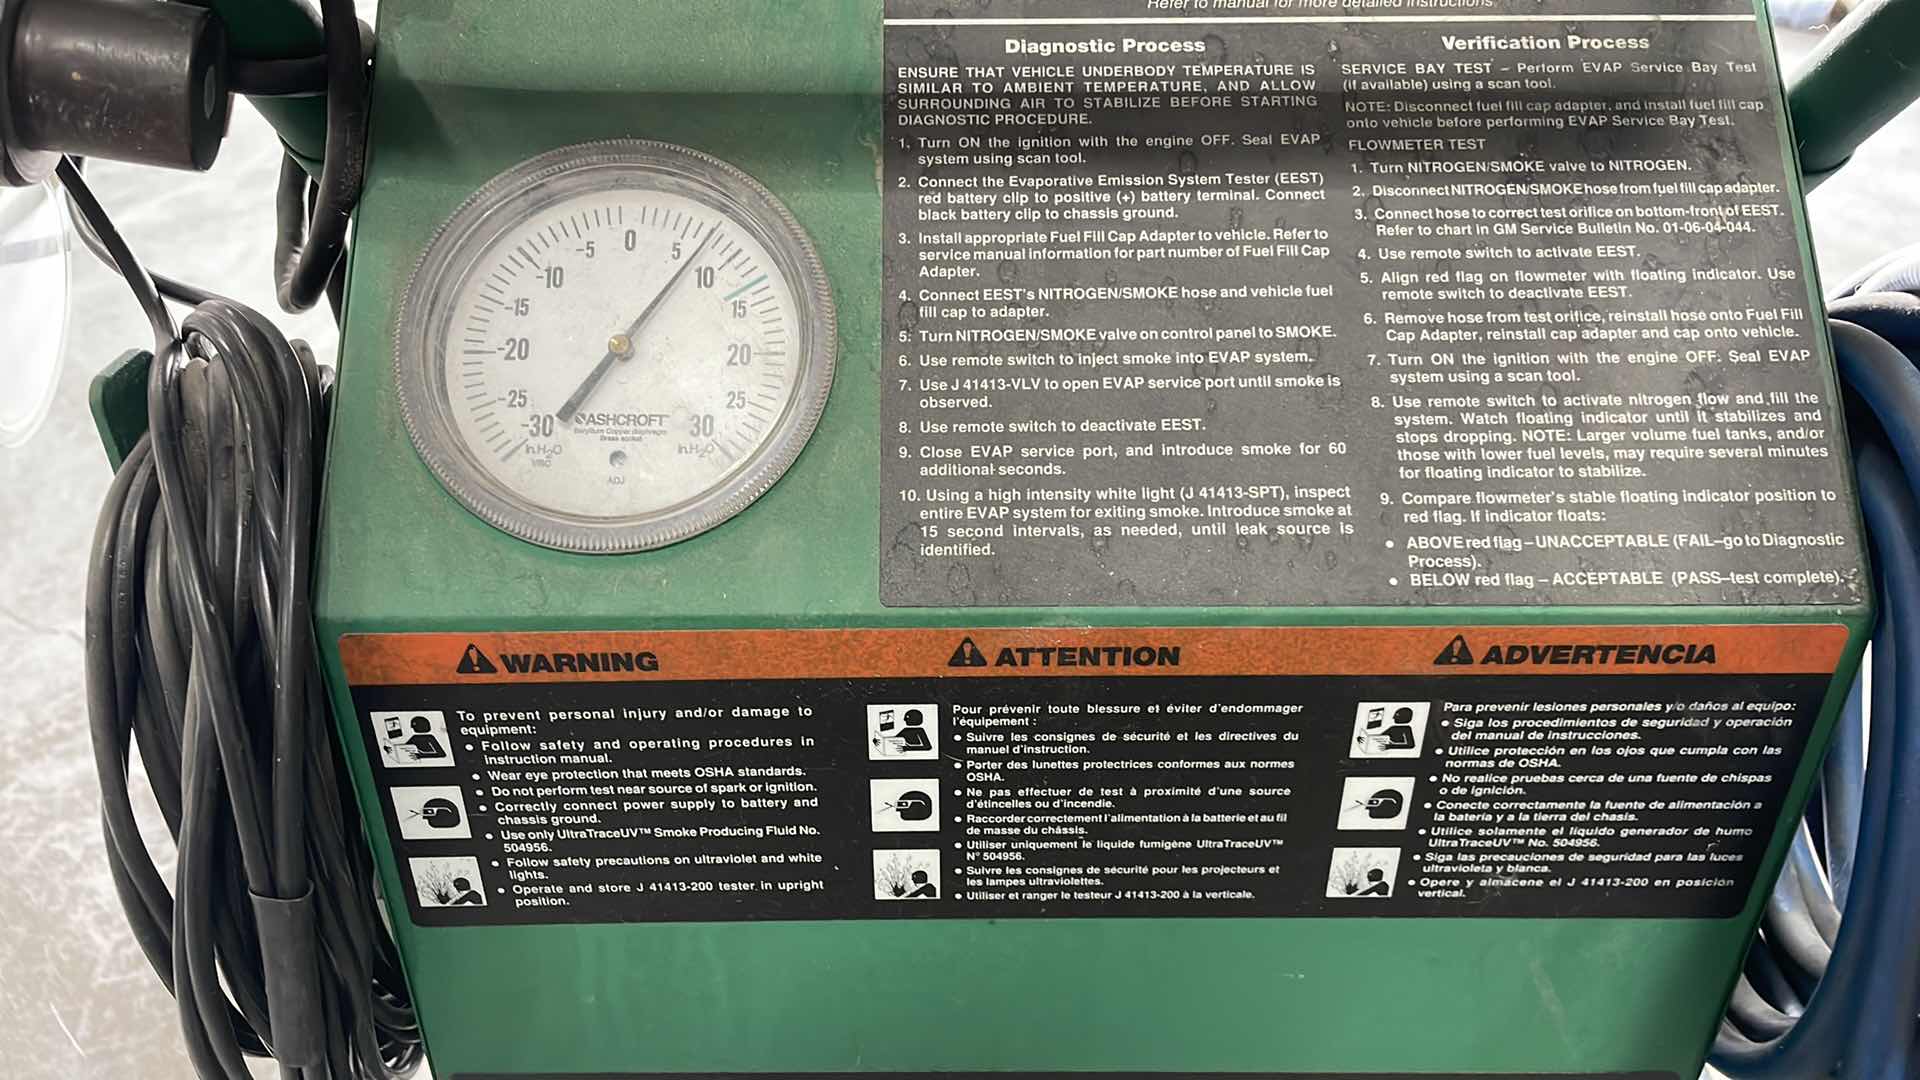 Refer to manual for more detailed instructions
Diagnostic Process
ENSURE THAT VEHICLE UNDERBODY TEMPERATURE IS
SIMILAR TO AMBIENT TEMPERATURE, AND ALLOW
SURROUNDING AIR TO STABILIZE BEFORE STARTING
DIAGNOSTIC PROCEDURE.
1. Turn ON the ignition with the engine OFF. Seal EVAP
system using scan tool.
2. Connect the Evaporative Emission System Tester (EEST)
red battery clip to positive (+) battery terminal. Connect
black battery clip to chassis ground.
3. Install appropriate Fuel Fill Cap Adapter to vehicle. Refer to
service manual information for part number of Fuel Fill Cap
Adapter.
4. Connect EEST's NITROGEN/SMOKE hose and vehicle fuel
fill cap to adapter.
5. Turn NITROGEN/SMOKE valve on control panel to SMOKE.
6. Use remote switch to inject smoke into EVAP system.
7. Use J 41413-VLV to open EVAP service port until smoke is
observed.
8. Use remote switch to deactivate EEST.
9. Close EVAP service port, and introduce smoke for 60
additional seconds.
10. Using a high intensity white light (J 41413-SPT), inspect
entire EVAP system for exiting smoke. Introduce smoke at
15 second intervals, as needed, until leak source is
identified.
Verification Process
SERVICE BAY TEST – Perform EVAP Service Bay Test
(if available) using a scan tool.
NOTE: Disconnect fuel fill cap adapter, and install fuel fill cap
onto vehicle before performing EVAP Service Bay Test.
FLOWMETER TEST
1. Turn NITROGEN/SMOKE valve to NITROGEN.
2. Disconnect NITROGEN/SMOKE hose from fuel fill cap adapter.
3. Connect hose to correct test orifice on bottom-front of EEST.
Refer to chart in GM Service Bulletin No. 01-06-04-044.
4. Use remote switch to activate EEST.
5. Align red flag on flowmeter with floating indicator. Use
remote switch to deactivate EEST.
6. Remove hose from test orifice, reinstall hose onto Fuel Fill
Cap Adapter, reinstall cap adapter and cap onto vehicle.
7. Turn ON the ignition with the engine OFF. Seal EVAP
system using a scan tool.
8. Use remote switch to activate nitrogen flow and fill the
system. Watch floating indicator until it stabilizes and
stops dropping. NOTE: Larger volume fuel tanks, and/or
those with lower fuel levels, may require several minutes
for floating indicator to stabilize.
9. Compare flowmeter's stable floating indicator position to
red flag. If indicator floats:
• ABOVE red flag – UNACCEPTABLE (FAIL–go to Diagnostic
Process).
• BELOW red flag – ACCEPTABLE (PASS–test complete).
-30 -25 -20 -15 -10 -5 0 5 10 15 20 25 30
ASHCROFT
Beryllium Copper diaphragm
Brass socket
In.H2O
VAC
In.H2O
ADJ
WARNING
To prevent personal injury and/or damage to
equipment:
• Follow safety and operating procedures in
instruction manual.
• Wear eye protection that meets OSHA standards.
• Do not perform test near source of spark or ignition.
• Correctly connect power supply to battery and
chassis ground.
• Use only UltraTraceUV™ Smoke Producing Fluid No.
504956.
• Follow safety precautions on ultraviolet and white
lights.
• Operate and store J 41413-200 tester in upright
position.
ATTENTION
Pour prévenir toute blessure et éviter d'endommager
l'équipement :
• Suivre les consignes de sécurité et les directives du
manuel d'instruction.
• Porter des lunettes protectrices conformes aux normes
OSHA.
• Ne pas effectuer de test à proximité d'une source
d'étincelles ou d'incendie.
• Raccorder correctement l'alimentation à la batterie et au fil
de masse du châssis.
• Utiliser uniquement le liquide fumigène UltraTraceUV™
N° 504956.
• Suivre les consignes de sécurité pour les projecteurs et
les lampes ultraviolettes.
• Utiliser et ranger le testeur J 41413-200 à la verticale.
ADVERTENCIA
Para prevenir lesiones personales y/o daños al equipo:
• Siga los procedimientos de seguridad y operación
del manual de instrucciones.
• Utilice protección en los ojos que cumpla con las
normas de OSHA.
• No realice pruebas cerca de una fuente de chispas
o de ignición.
• Conecte correctamente la fuente de alimentación a
la batería y a la tierra del chasis.
• Utilice solamente el líquido generador de humo
UltraTraceUV™ No. 504956.
• Siga las precauciones de seguridad para las luces
ultravioleta y blanca.
• Opere y almacene el J 41413-200 en posición
vertical.